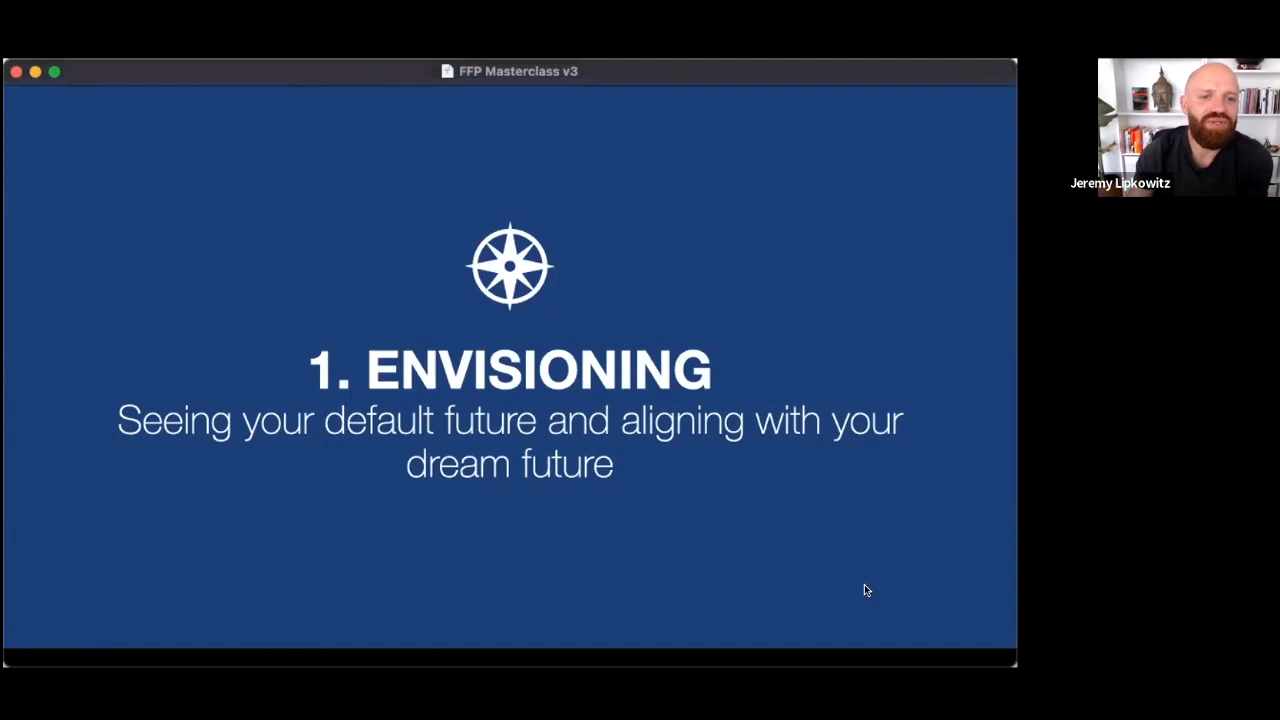 FFP Masterclass v3
1. ENVISIONING
Seeing your default future and aligning with your
dream future
Jeremy Lipkowitz